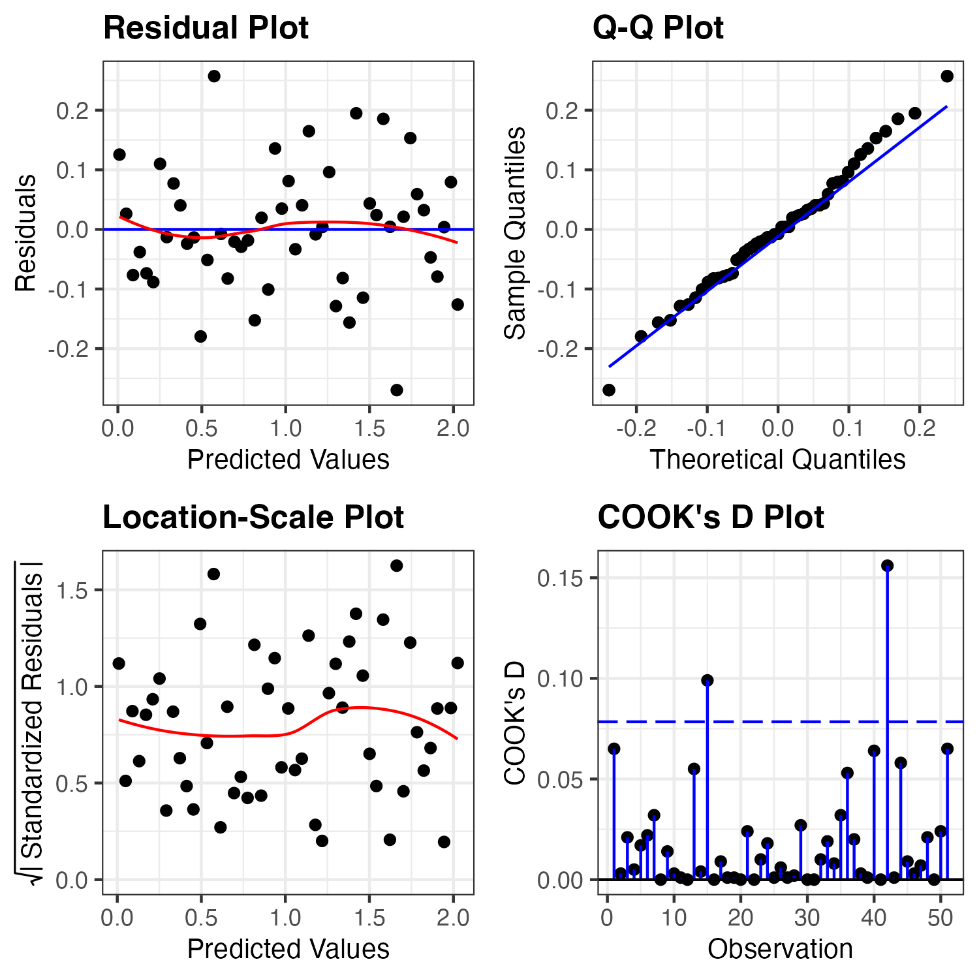 Residual Plot
Residuals
0.2
0.1
0.0
-0.1
-0.2
0.0 0.5 1.0 1.5 2.0
Predicted Values
Q-Q Plot
Sample Quantiles
0.2
0.1
0.0
-0.1
-0.2
-0.2 -0.1 0.0 0.1 0.2
Theoretical Quantiles
Location-Scale Plot
√| Standardized Residuals |
1.5
1.0
0.5
0.0
0.0 0.5 1.0 1.5 2.0
Predicted Values
COOK's D Plot
COOK's D
0.15
0.10
0.05
0.00
0 10 20 30 40 50
Observation